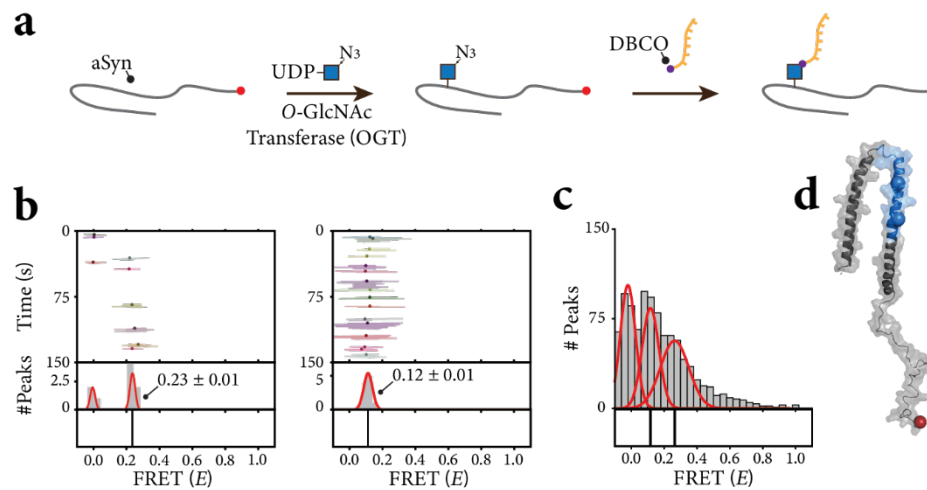 a
aSyn
UDP
N3
O-GlcNAc
Transferase (OGT)
N3
DBCO
b
0
75
150
Time (s)
2.5
0
#Peaks
0.23 ± 0.01
0.0 0.2 0.4 0.6 0.8 1.0
FRET (E)
0
75
150
5
0
0.12 ± 0.01
0.0 0.2 0.4 0.6 0.8 1.0
FRET (E)
c
150
75
0
# Peaks
0.0 0.2 0.4 0.6 0.8 1.0
FRET (E)
d